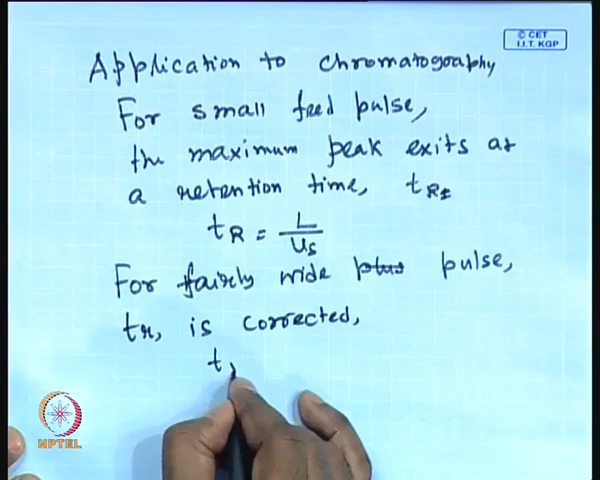 © CET
I.I.T. KGP
Application to chromatography
For small feed pulse,
the maximum peak exits at
a retention time, tR
tR = L/us
For fairly wide pulse,
tR, is corrected,
t
NPTEL